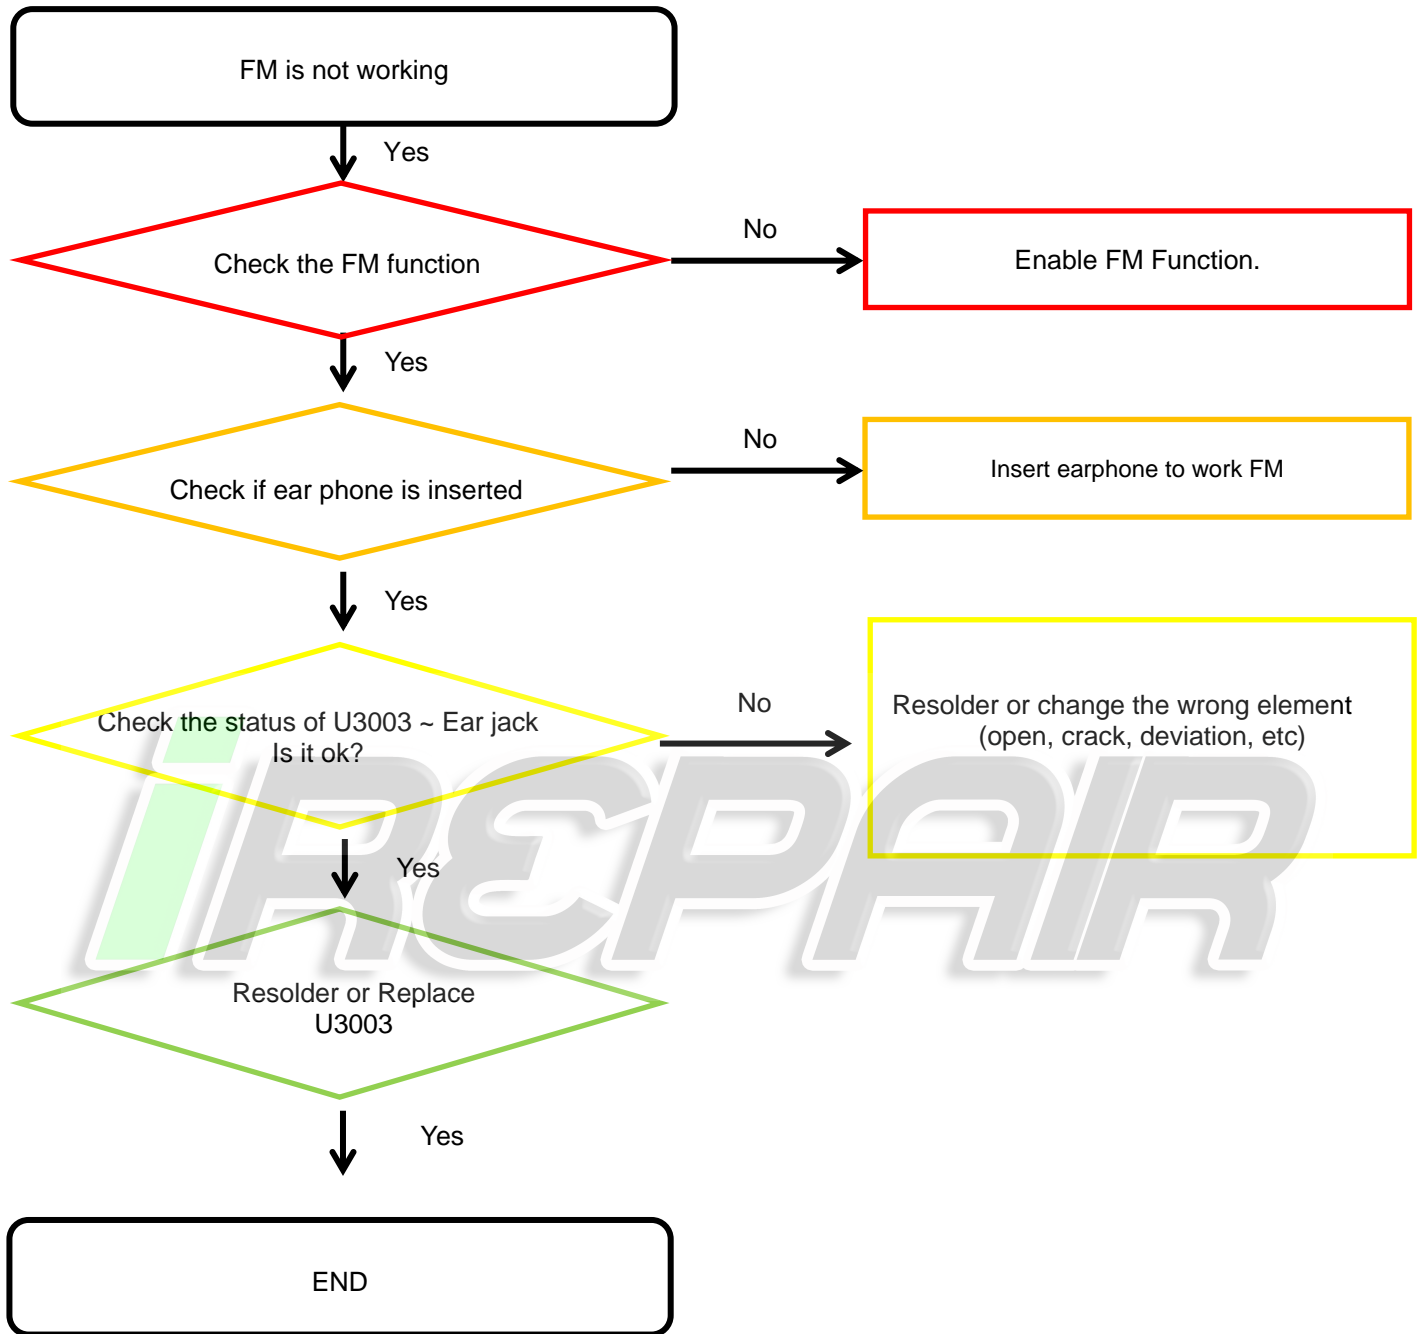 FM is not working
Yes
Check the FM function
No
Enable FM Function.
Yes
Check if ear phone is inserted
No
Insert earphone to work FM
Yes
Check the status of U3003 ~ Ear jack
Is it ok?
No
Resolder or change the wrong element
(open, crack, deviation, etc)
iREPAIR
Yes
Resolder or Replace
U3003
Yes
END